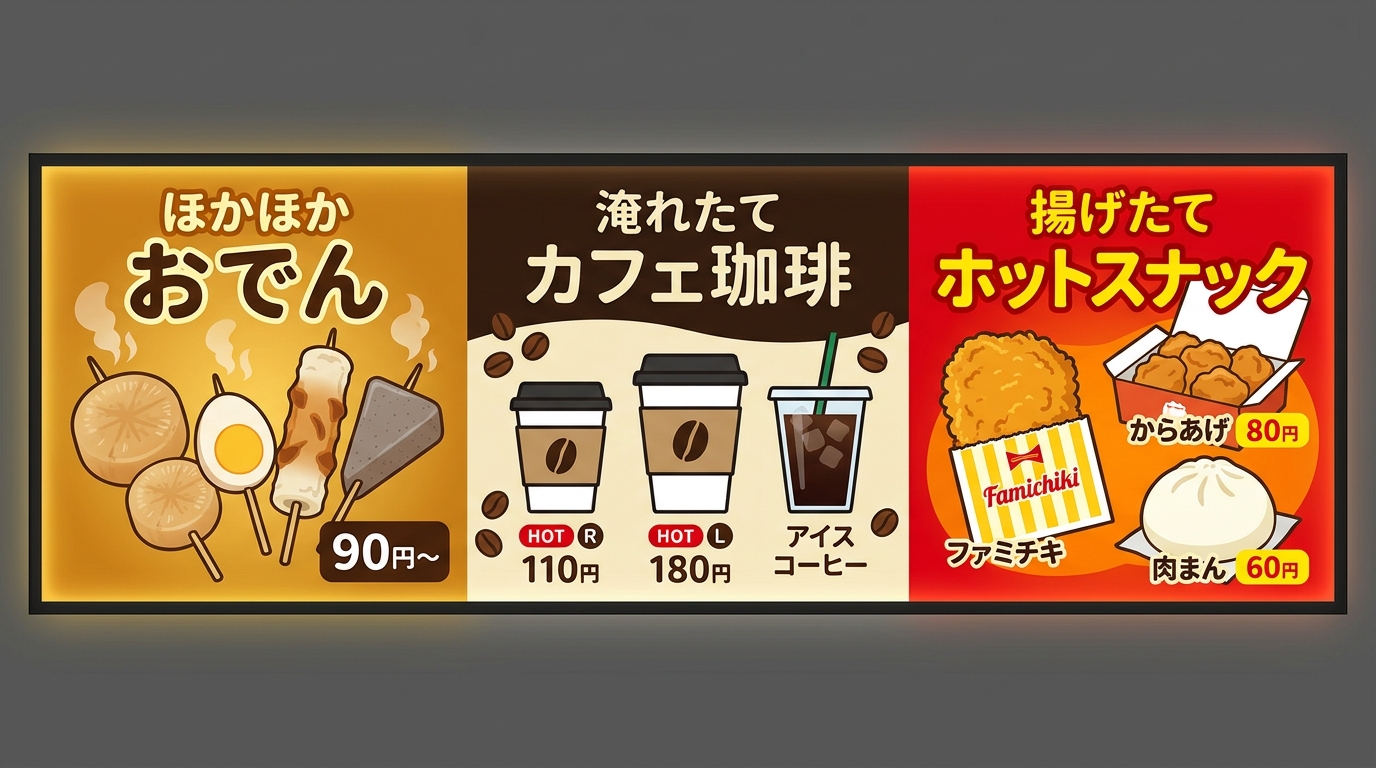 ほかほか
おでん
90円～
淹れたて
カフェ珈琲
HOT R
110円
HOT L
180円
アイス
コーヒー
揚げたて
ホットスナック
からあげ 80円
Famichiki
ファミチキ
肉まん 60円